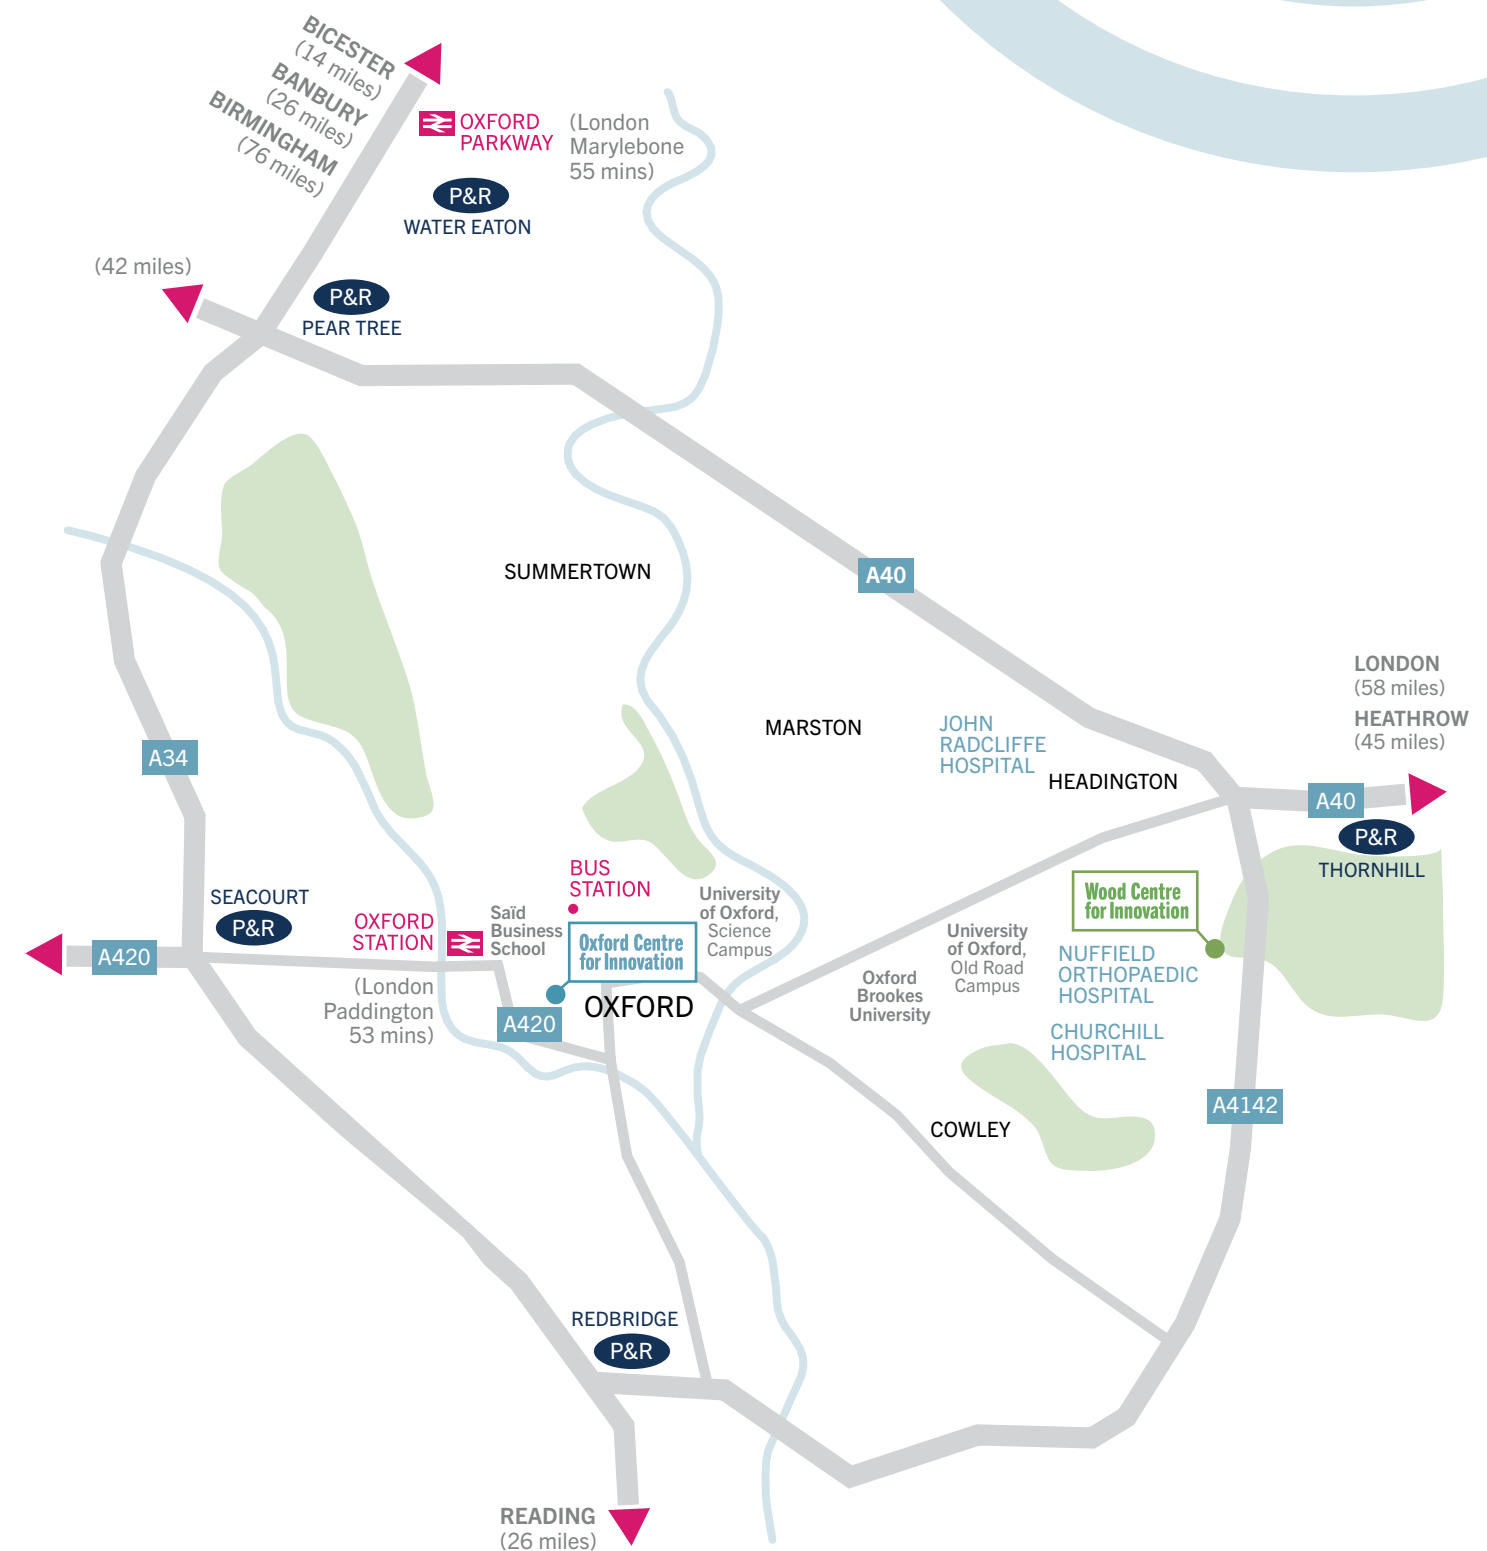 BICESTER
(14 miles)
BANBURY
(26 miles)
BIRMINGHAM
(76 miles)
OXFORD
PARKWAY
(London
Marylebone
55 mins)
P&R
WATER EATON
(42 miles)
P&R
PEAR TREE
SUMMERTOWN
A40
LONDON
(58 miles)
HEATHROW
(45 miles)
MARSTON
JOHN
RADCLIFFE
HOSPITAL
HEADINGTON
A34
A40
P&R
THORNHILL
BUS
STATION
SEACOURT
P&R
OXFORD
STATION
Saïd
Business
School
University
of Oxford,
Science
Campus
Wood Centre
for Innovation
A420
Oxford Centre
for Innovation
University
of Oxford,
Old Road
Campus
NUFFIELD
ORTHOPAEDIC
HOSPITAL
(London
Paddington
53 mins)
OXFORD
A420
Oxford
Brookes
University
CHURCHILL
HOSPITAL
A4142
COWLEY
REDBRIDGE
P&R
READING
(26 miles)